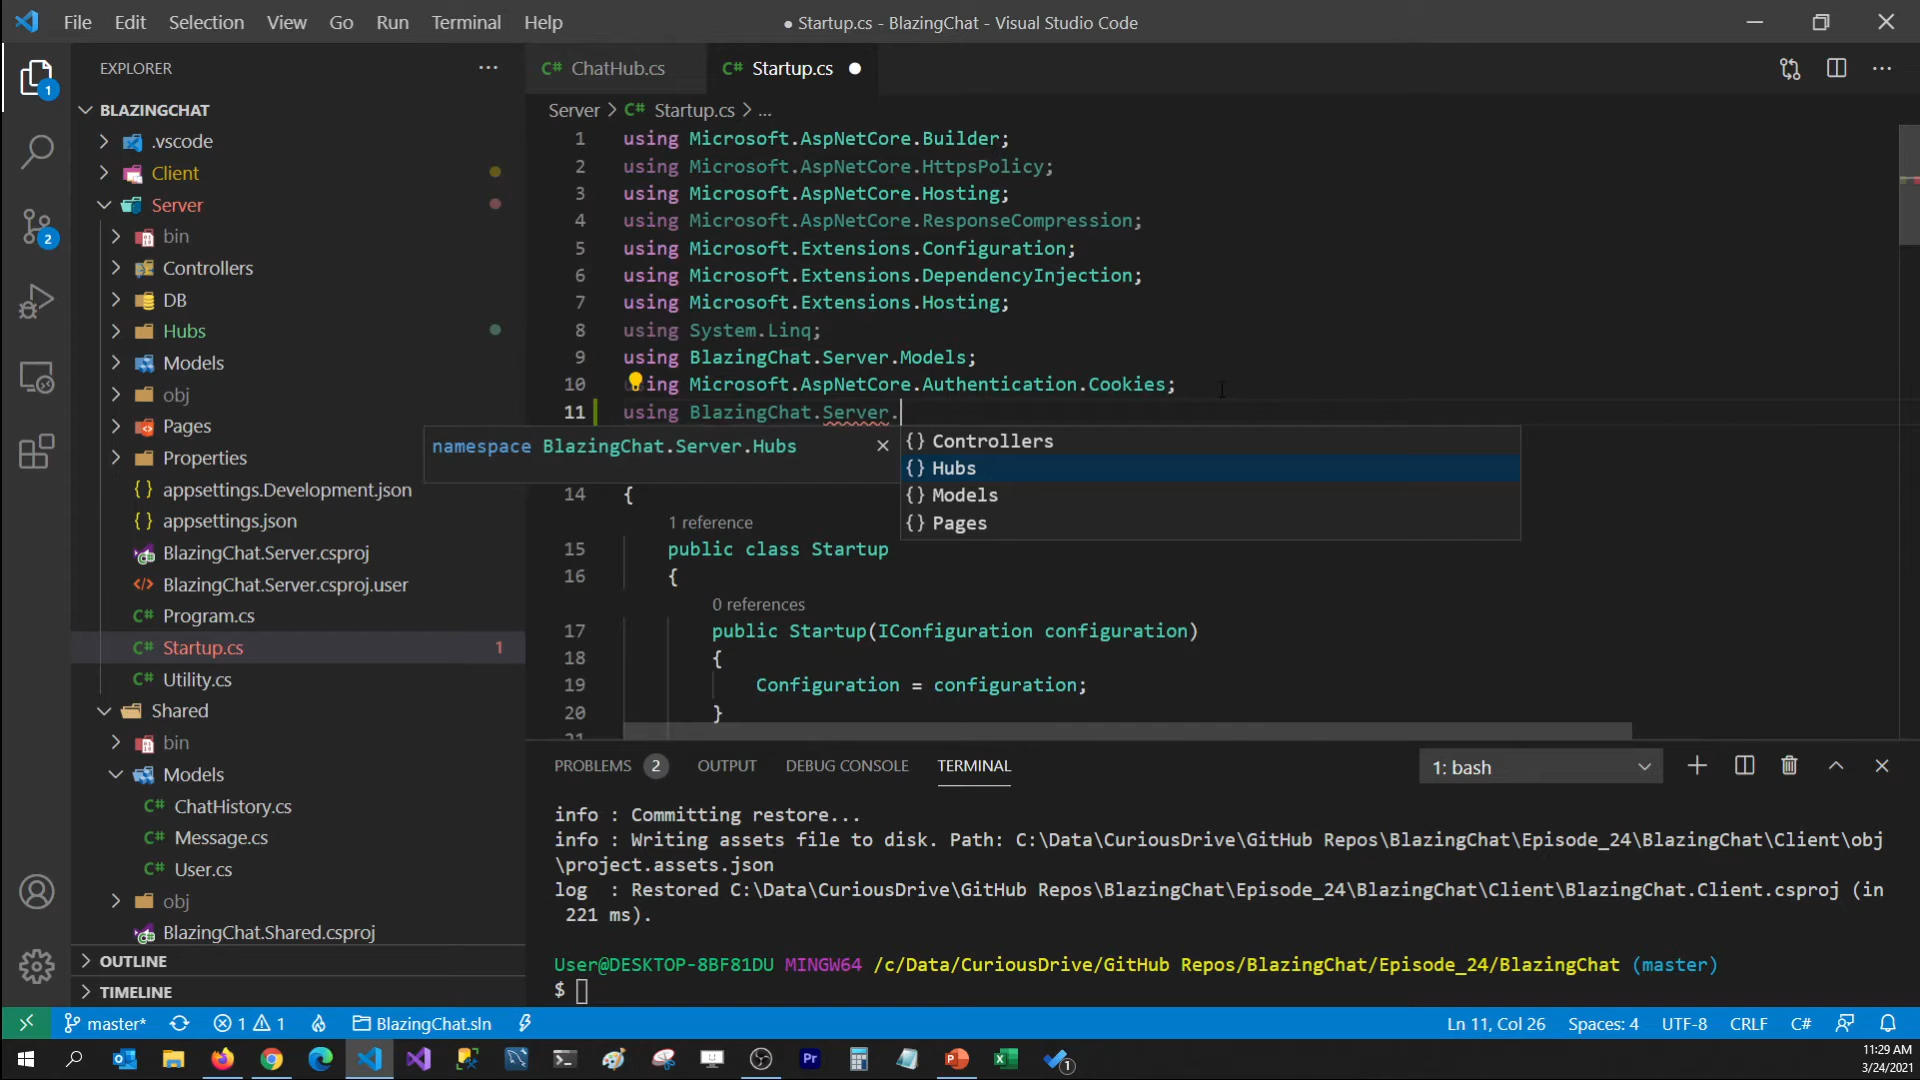 File Edit Selection View Go Run Terminal Help
● Startup.cs - BlazingChat - Visual Studio Code
EXPLORER
BLAZINGCHAT
.vscode
Client
Server
bin
Controllers
DB
Hubs
Models
obj
Pages
Properties
appsettings.Development.json
appsettings.json
BlazingChat.Server.csproj
BlazingChat.Server.csproj.user
Program.cs
Startup.cs 1
Utility.cs
Shared
bin
Models
ChatHistory.cs
Message.cs
User.cs
obj
BlazingChat.Shared.csproj
OUTLINE
TIMELINE
1
2
ChatHub.cs
Startup.cs ●
Server > Startup.cs > ...
1 using Microsoft.AspNetCore.Builder;
2 using Microsoft.AspNetCore.HttpsPolicy;
3 using Microsoft.AspNetCore.Hosting;
4 using Microsoft.AspNetCore.ResponseCompression;
5 using Microsoft.Extensions.Configuration;
6 using Microsoft.Extensions.DependencyInjection;
7 using Microsoft.Extensions.Hosting;
8 using System.Linq;
9 using BlazingChat.Server.Models;
10 ing Microsoft.AspNetCore.Authentication.Cookies;
11 using BlazingChat.Server.
namespace BlazingChat.Server.Hubs
{} Controllers
{} Hubs
{} Models
{} Pages
14 {
1 reference
15 public class Startup
16 {
0 references
17 public Startup(IConfiguration configuration)
18 {
19 Configuration = configuration;
20 }
21
PROBLEMS 2 OUTPUT DEBUG CONSOLE TERMINAL
1: bash
info : Committing restore...
info : Writing assets file to disk. Path: C:\Data\CuriousDrive\GitHub Repos\BlazingChat\Episode_24\BlazingChat\Client\obj
\project.assets.json
log : Restored C:\Data\CuriousDrive\GitHub Repos\BlazingChat\Episode_24\BlazingChat\Client\BlazingChat.Client.csproj (in
221 ms).
User@DESKTOP-8BF81DU MINGW64 /c/Data/CuriousDrive/GitHub Repos/BlazingChat/Episode_24/BlazingChat (master)
$
master* 1 1 BlazingChat.sln
Ln 11, Col 26 Spaces: 4 UTF-8 CRLF C#
Pr
1
11:29 AM
3/24/2021